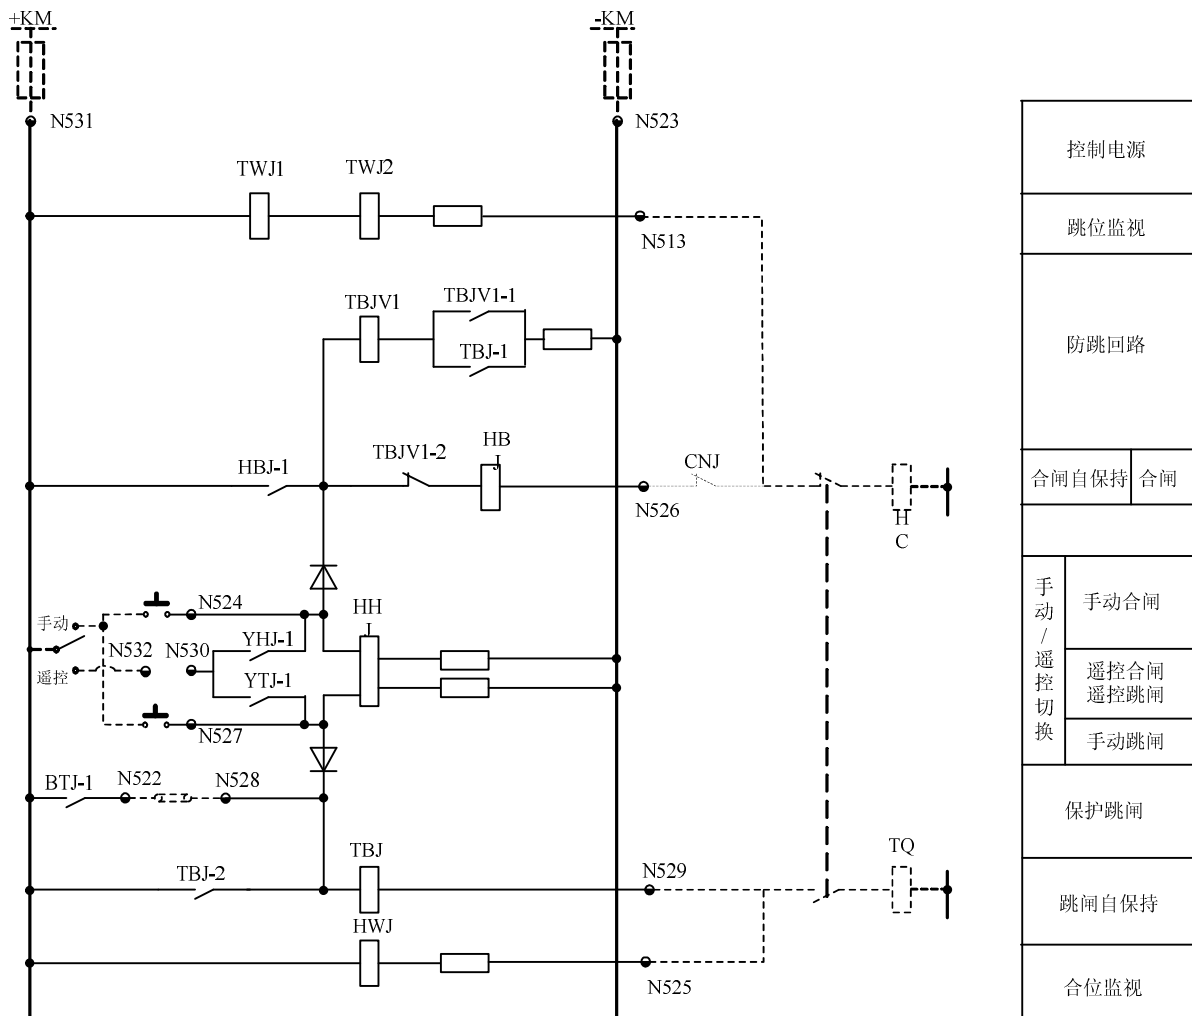 +KM
-KM
N531
N523
控制电源
TWJ1
TWJ2
N513
跳位监视
TBJV1
TBJV1-1
TBJ-1
防跳回路
HBJ-1
TBJV1-2
HB
J
N526
CNJ
H
C
合闸自保持
合闸
手动
遥控
N532
N524
N530
YHJ-1
YTJ-1
N527
HH
J
手动/遥控切换
手动合闸
遥控合闸
遥控跳闸
手动跳闸
BTJ-1
N522
N528
保护跳闸
TBJ-2
TBJ
N529
TQ
跳闸自保持
HWJ
N525
合位监视